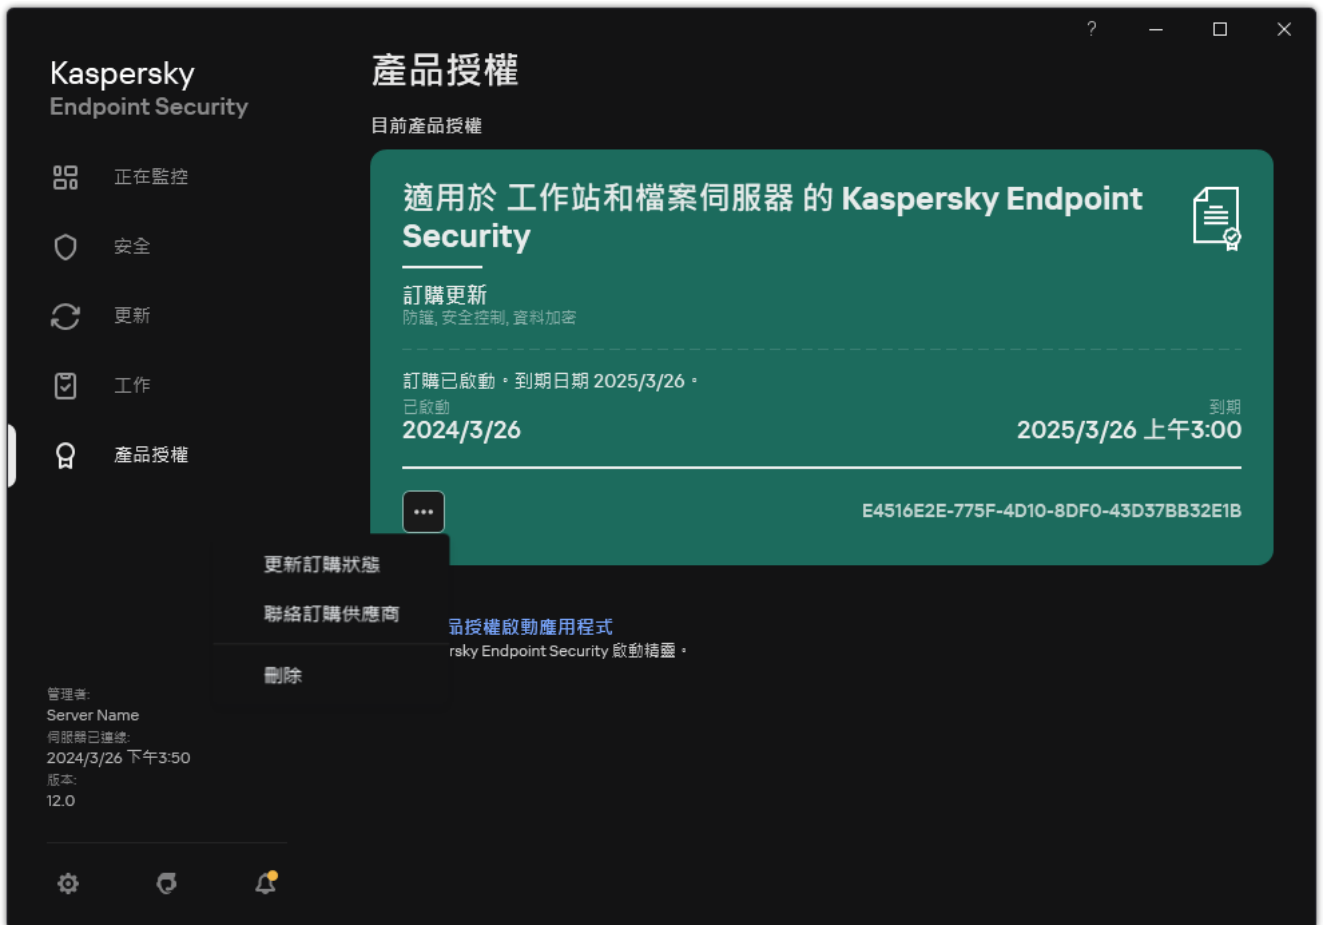 ?
Kaspersky
Endpoint Security
正在監控
安全
更新
工作
產品授權
產品授權
目前產品授權
適用於 工作站和檔案伺服器 的 Kaspersky Endpoint
Security
訂購更新
防護, 安全控制, 資料加密
訂購已啟動。到期日期 2025/3/26。
已啟動
到期
2024/3/26
2025/3/26 上午3:00
E4516E2E-775F-4D10-8DF0-43D37BB32E1B
更新訂購狀態
聯絡訂購供應商
刪除
品授權啟動應用程式
rsky Endpoint Security 啟動精靈。
管理者:
Server Name
伺服器已連線:
2024/3/26 下午3:50
版本:
12.0